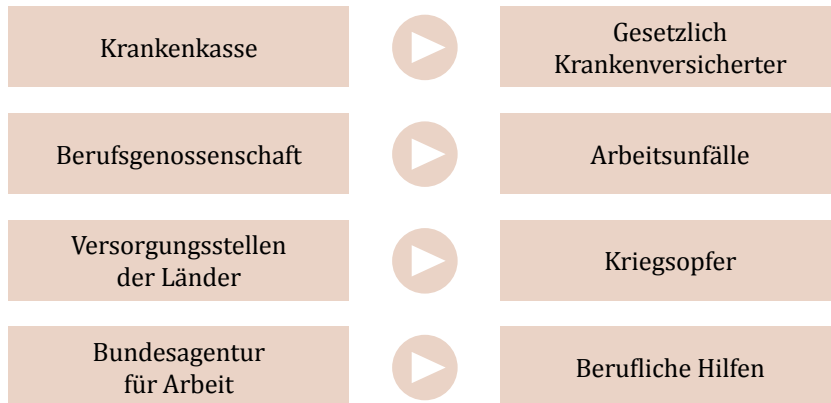 Krankenkasse
Gesetzlich
Krankenversicherter
Berufsgenossenschaft
Arbeitsunfälle
Versorgungsstellen
der Länder
Kriegsopfer
Bundesagentur
für Arbeit
Berufliche Hilfen